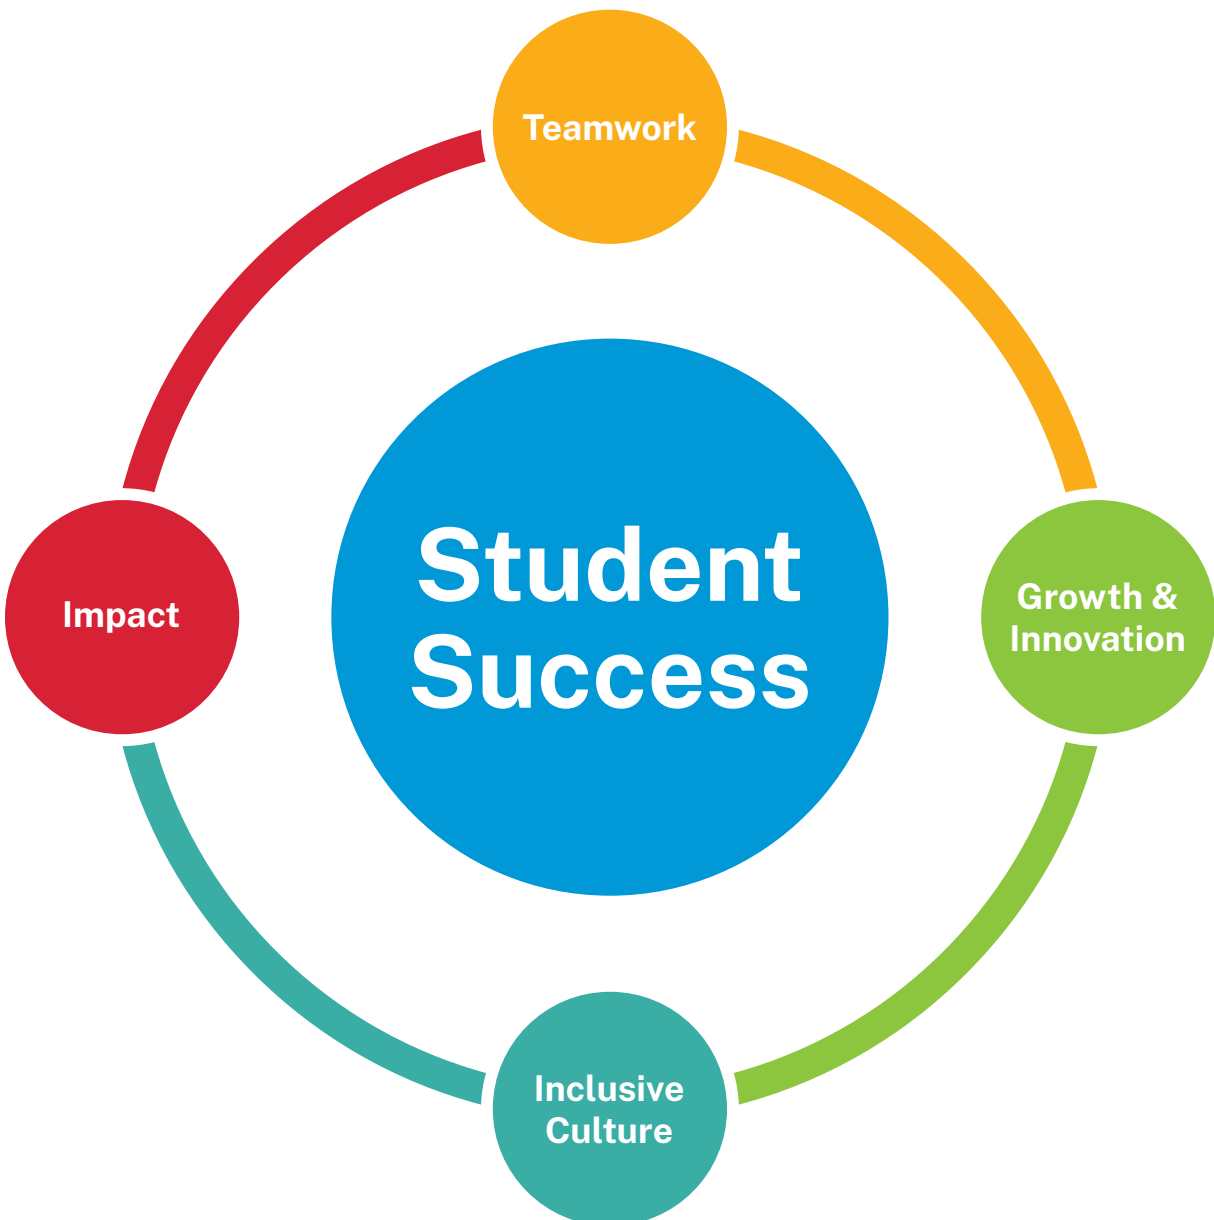 Teamwork
Growth &
Innovation
Student
Success
Impact
Inclusive
Culture